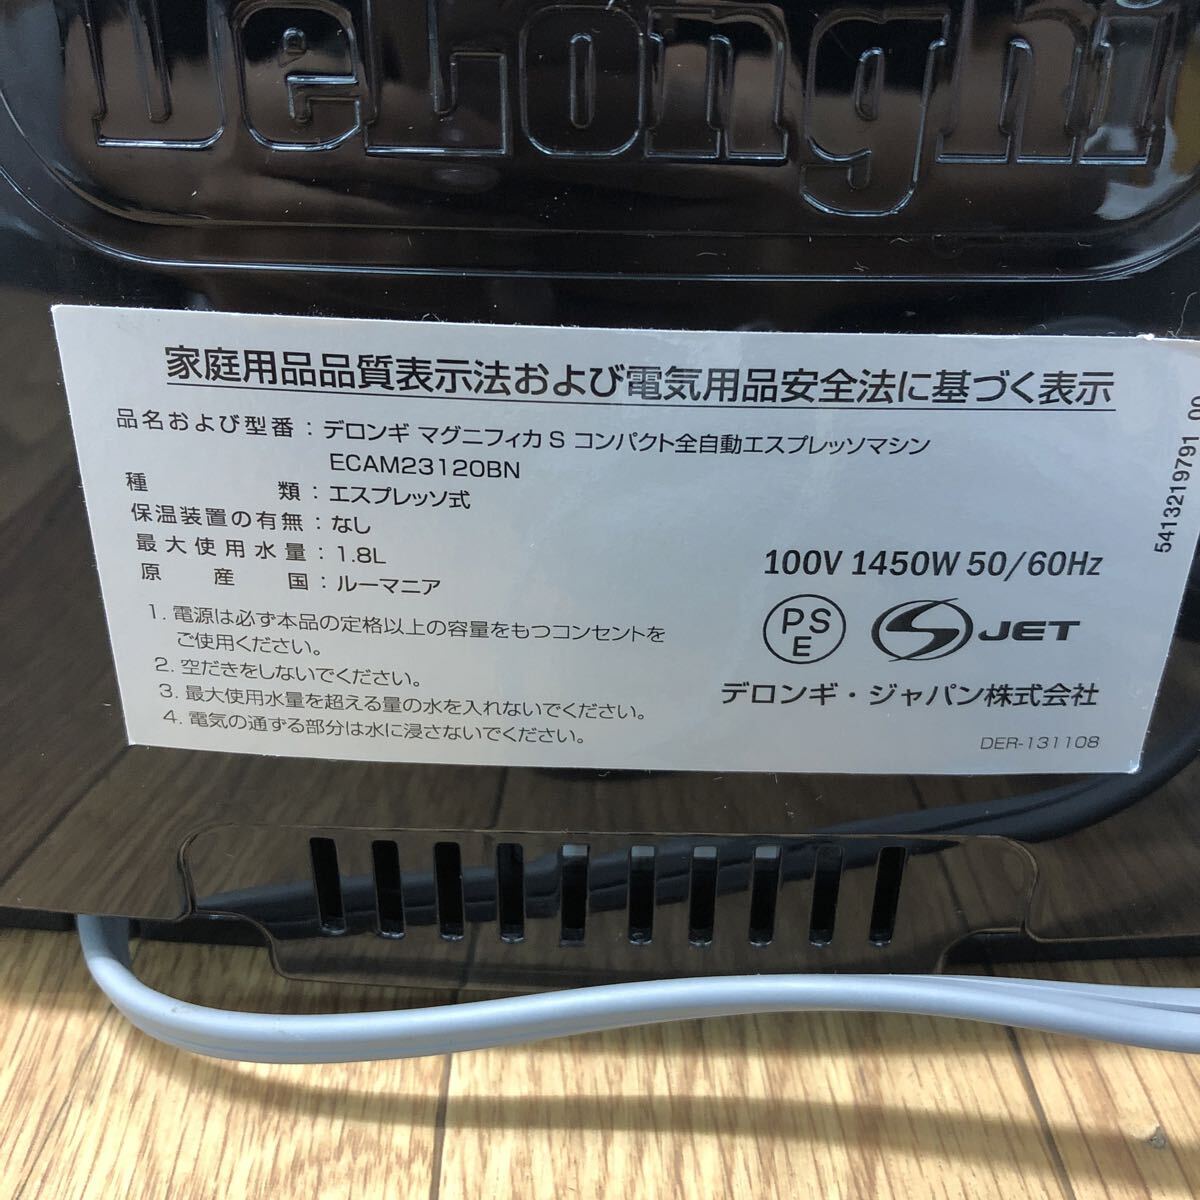 DeLonghi
家庭用品品質表示法および電気用品安全法に基づく表示
品名および型番：デロンギ マグニフィカ S コンパクト全自動エスプレッソマシン
ECAM23120BN
種類：エスプレッソ式
保温装置の有無：なし
最大使用水量：1.8L
原産国：ルーマニア
1. 電源は必ず本品の定格以上の容量をもつコンセントを
ご使用ください。
2. 空だきをしないでください。
3. 最大使用水量を超える量の水を入れないでください。
4. 電気の通ずる部分は水に浸さないでください。
100V 1450W 50/60Hz
PS
E
JET
デロンギ・ジャパン株式会社
DER-131108
5413219791